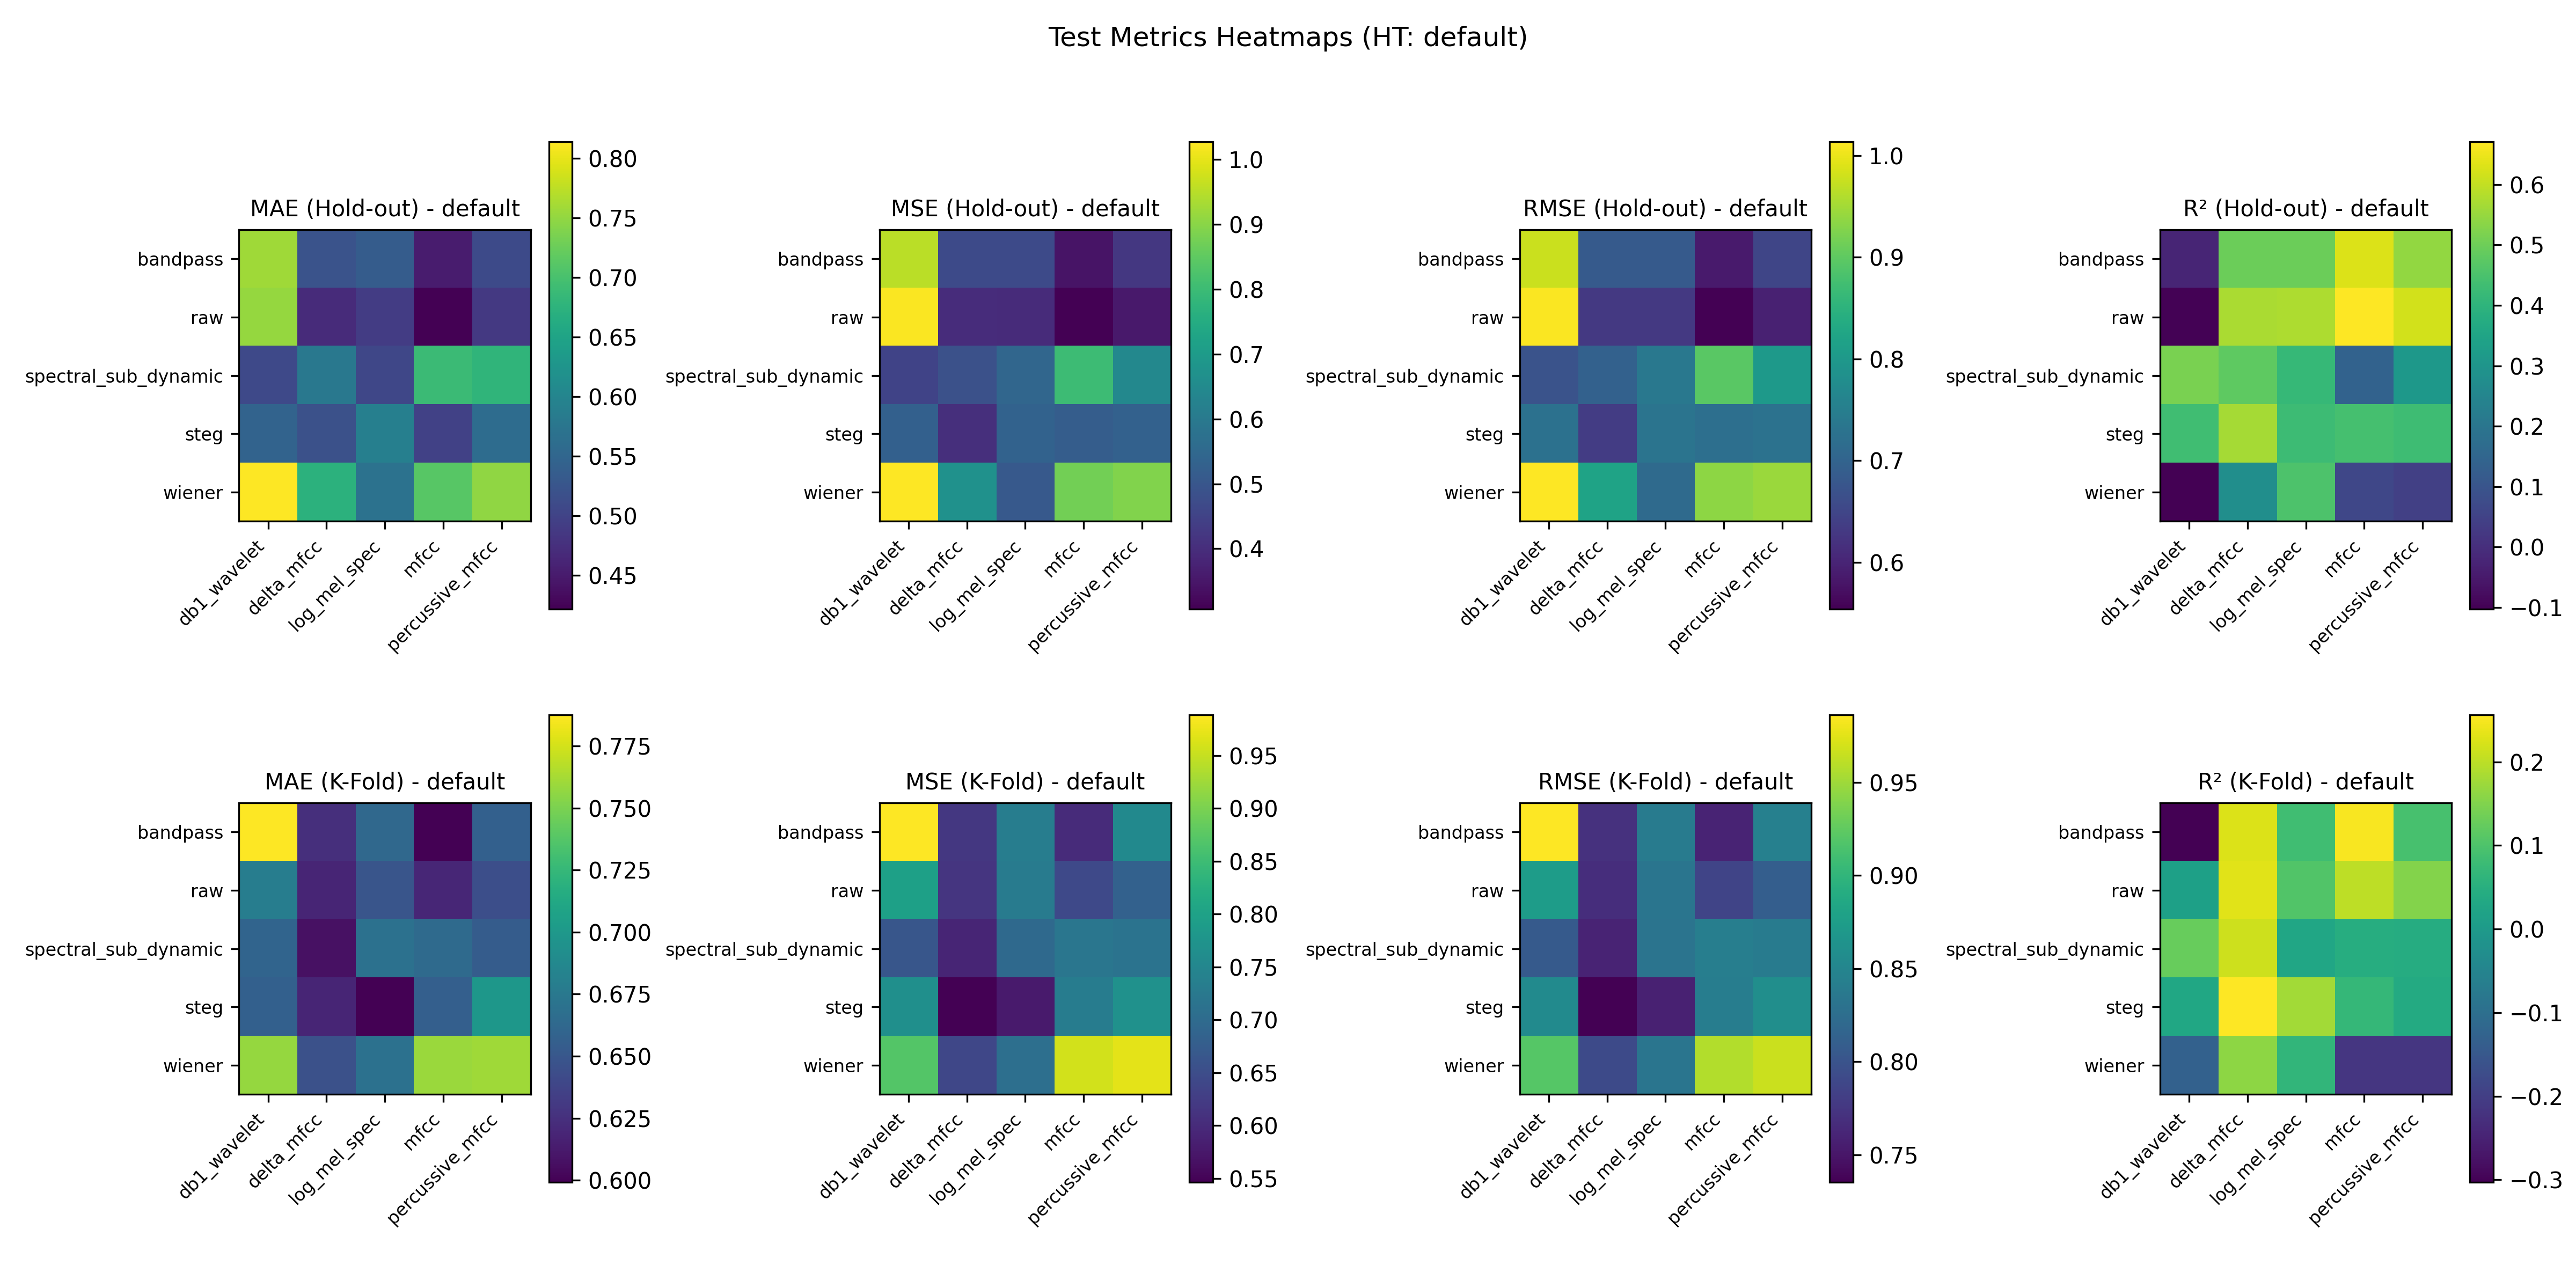 Test Metrics Heatmaps (HT: default)
MAE (Hold-out) - default
bandpass
raw
spectral_sub_dynamic
steg
wiener
db1_wavelet
delta_mfcc
log_mel_spec
mfcc
percussive_mfcc
0.80
0.75
0.70
0.65
0.60
0.55
0.50
0.45
MSE (Hold-out) - default
bandpass
raw
spectral_sub_dynamic
steg
wiener
db1_wavelet
delta_mfcc
log_mel_spec
mfcc
percussive_mfcc
1.0
0.9
0.8
0.7
0.6
0.5
0.4
RMSE (Hold-out) - default
bandpass
raw
spectral_sub_dynamic
steg
wiener
db1_wavelet
delta_mfcc
log_mel_spec
mfcc
percussive_mfcc
1.0
0.9
0.8
0.7
0.6
R² (Hold-out) - default
bandpass
raw
spectral_sub_dynamic
steg
wiener
db1_wavelet
delta_mfcc
log_mel_spec
mfcc
percussive_mfcc
0.6
0.5
0.4
0.3
0.2
0.1
0.0
−0.1
MAE (K-Fold) - default
bandpass
raw
spectral_sub_dynamic
steg
wiener
db1_wavelet
delta_mfcc
log_mel_spec
mfcc
percussive_mfcc
0.775
0.750
0.725
0.700
0.675
0.650
0.625
0.600
MSE (K-Fold) - default
bandpass
raw
spectral_sub_dynamic
steg
wiener
db1_wavelet
delta_mfcc
log_mel_spec
mfcc
percussive_mfcc
0.95
0.90
0.85
0.80
0.75
0.70
0.65
0.60
0.55
RMSE (K-Fold) - default
bandpass
raw
spectral_sub_dynamic
steg
wiener
db1_wavelet
delta_mfcc
log_mel_spec
mfcc
percussive_mfcc
0.95
0.90
0.85
0.80
0.75
R² (K-Fold) - default
bandpass
raw
spectral_sub_dynamic
steg
wiener
db1_wavelet
delta_mfcc
log_mel_spec
mfcc
percussive_mfcc
0.2
0.1
0.0
−0.1
−0.2
−0.3